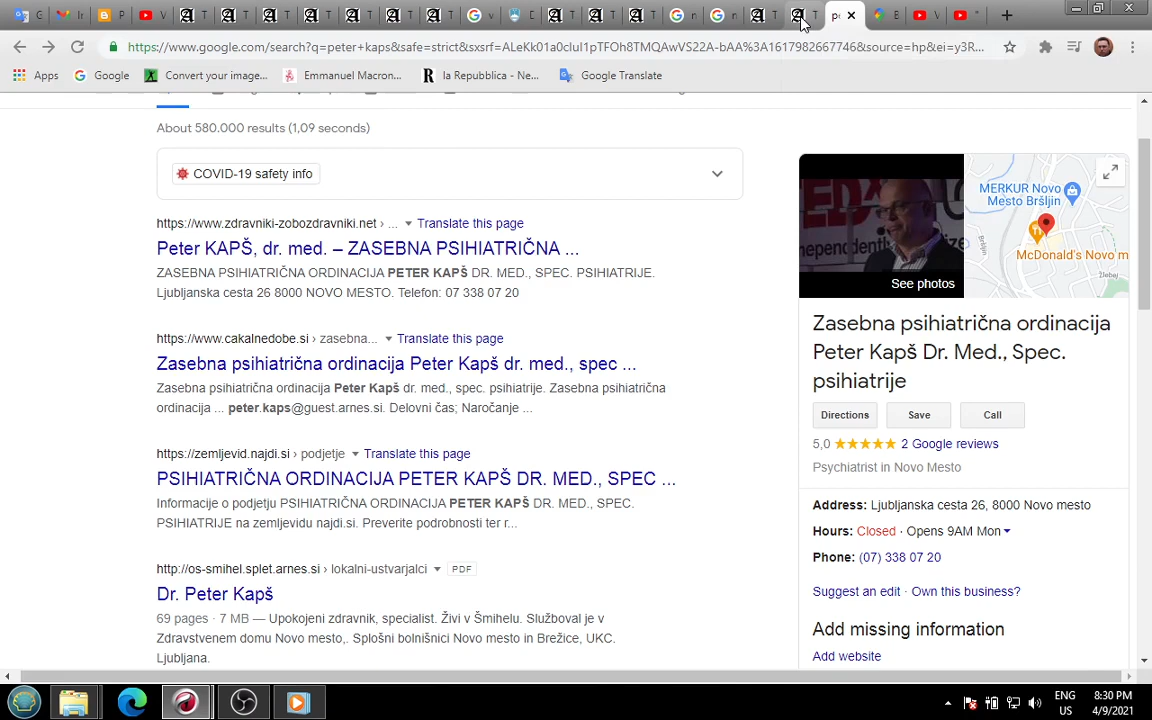 https://www.google.com/search?q=peter+kaps&safe=strict&sxsrf=ALeKk01a0cIul1pTFOh8TMQAwVS22A-bAA%3A1617982667746&source=hp&ei=y3R...
Apps
Google
Convert your image...
Emmanuel Macron...
la Repubblica - Ne...
Google Translate
About 580.000 results (1,09 seconds)
COVID-19 safety info
https://www.zdravniki-zobozdravniki.net › ... Translate this page
Peter KAPŠ, dr. med. – ZASEBNA PSIHIATRIČNA ...
ZASEBNA PSIHIATRIČNA ORDINACIJA PETER KAPŠ DR. MED., SPEC. PSIHIATRIJE.
Ljubljanska cesta 26 8000 NOVO MESTO. Telefon: 07 338 07 20
https://www.cakalnedobe.si › zasebna... Translate this page
Zasebna psihiatrična ordinacija Peter Kapš dr. med., spec ...
Zasebna psihiatrična ordinacija Peter Kapš dr. med., spec. psihiatrije. Zasebna psihiatrična
ordinacija ... peter.kaps@guest.arnes.si. Delovni čas; Naročanje ...
https://zemljevid.najdi.si › podjetje Translate this page
PSIHIATRIČNA ORDINACIJA PETER KAPŠ DR. MED., SPEC ...
Informacije o podjetju PSIHIATRIČNA ORDINACIJA PETER KAPŠ DR. MED., SPEC.
PSIHIATRIJE na zemljevidu najdi.si. Preverite podrobnosti ter r...
http://os-smihel.splet.arnes.si › lokalni-ustvarjalci PDF
Dr. Peter Kapš
69 pages · 7 MB — Upokojeni zdravnik, specialist. Živi v Šmihelu. Služboval je v
Zdravstvenem domu Novo mesto,. Splošni bolnišnici Novo mesto in Brežice, UKC.
Ljubljana.
See photos
MERKUR Novo
Mesto Bršljin
McDonald's Novo m
Zasebna psihiatrična ordinacija
Peter Kapš Dr. Med., Spec.
psihiatrije
Directions
Save
Call
5,0 2 Google reviews
Psychiatrist in Novo Mesto
Address: Ljubljanska cesta 26, 8000 Novo mesto
Hours: Closed · Opens 9AM Mon
Phone: (07) 338 07 20
Suggest an edit · Own this business?
Add missing information
Add website
ENG
US
8:30 PM
4/9/2021